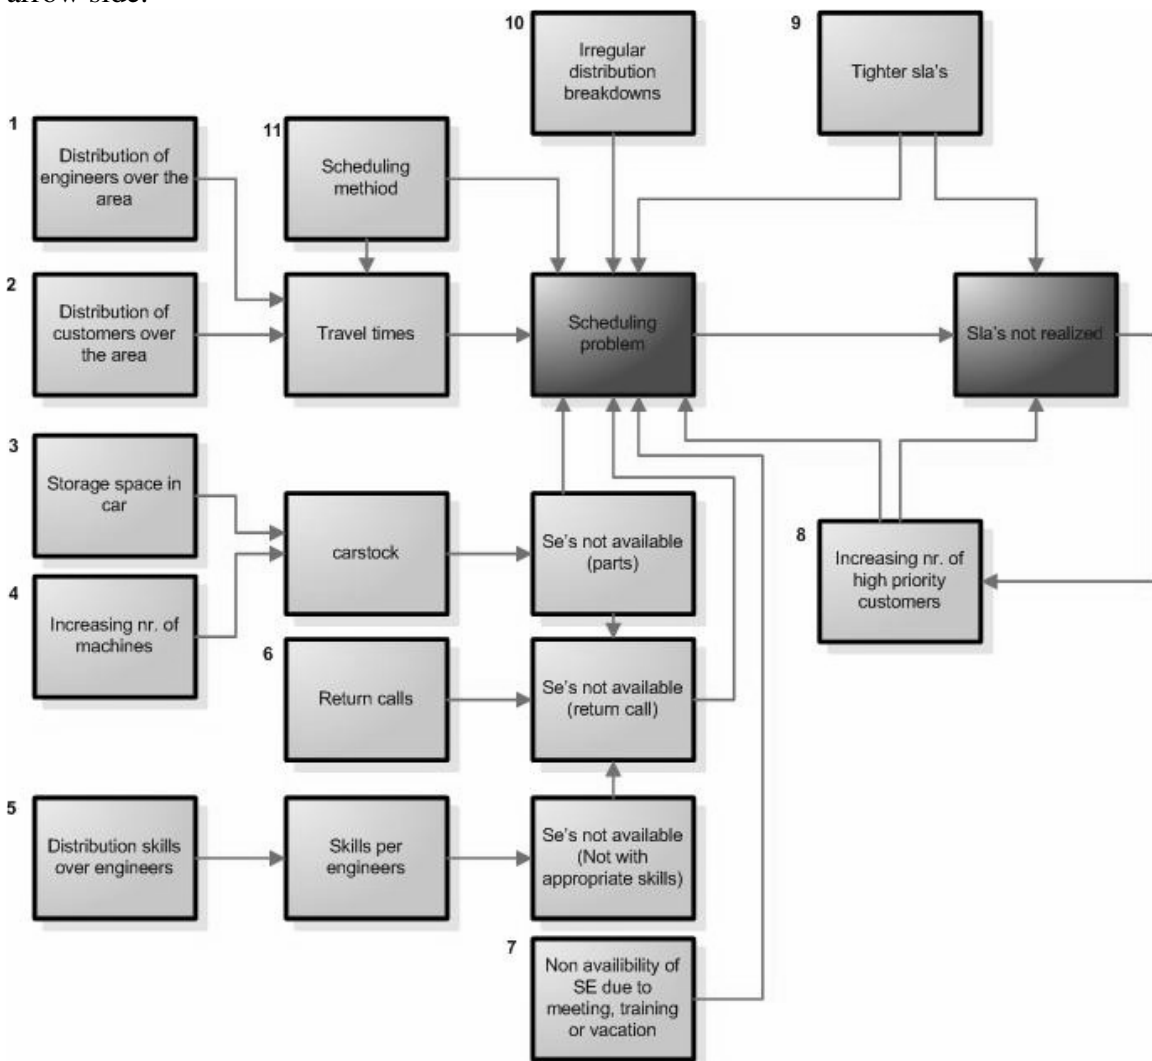 arrow side.
10
Irregular
distribution
breakdowns
9
Tighter sla's
1
Distribution of
engineers over the
area
11
Scheduling
methiod
2
Distribution of
customers over
the area
Travel times
Scheduling
problem
Sla's not realized
3
Storage space in
car
carstock
Se's not available
(parts)
8
Increasing nr. of
high priority
customers
4
Increasing nr. of
machines
6
Return calls
Se's not available
(return call)
5
Distribution skills
over engineers
Skills per
engineers
Se's not available
(Not with
appropriate skills)
7
Non availibility of
SE due to
meeting, training
or vacation